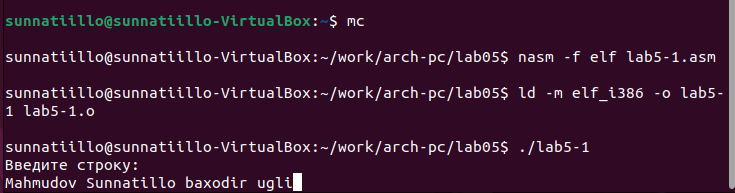 sunnatiillo@sunnatiillo-VirtualBox:~$ mc
sunnatiillo@sunnatiillo-VirtualBox:~/work/arch-pc/lab05$ nasm -f elf lab5-1.asm
sunnatiillo@sunnatiillo-VirtualBox:~/work/arch-pc/lab05$ ld -m elf_i386 -o lab5-
1 lab5-1.o
sunnatiillo@sunnatiillo-VirtualBox:~/work/arch-pc/lab05$ ./lab5-1
Введите строку:
Mahmudov Sunnatillo baxodir ugli